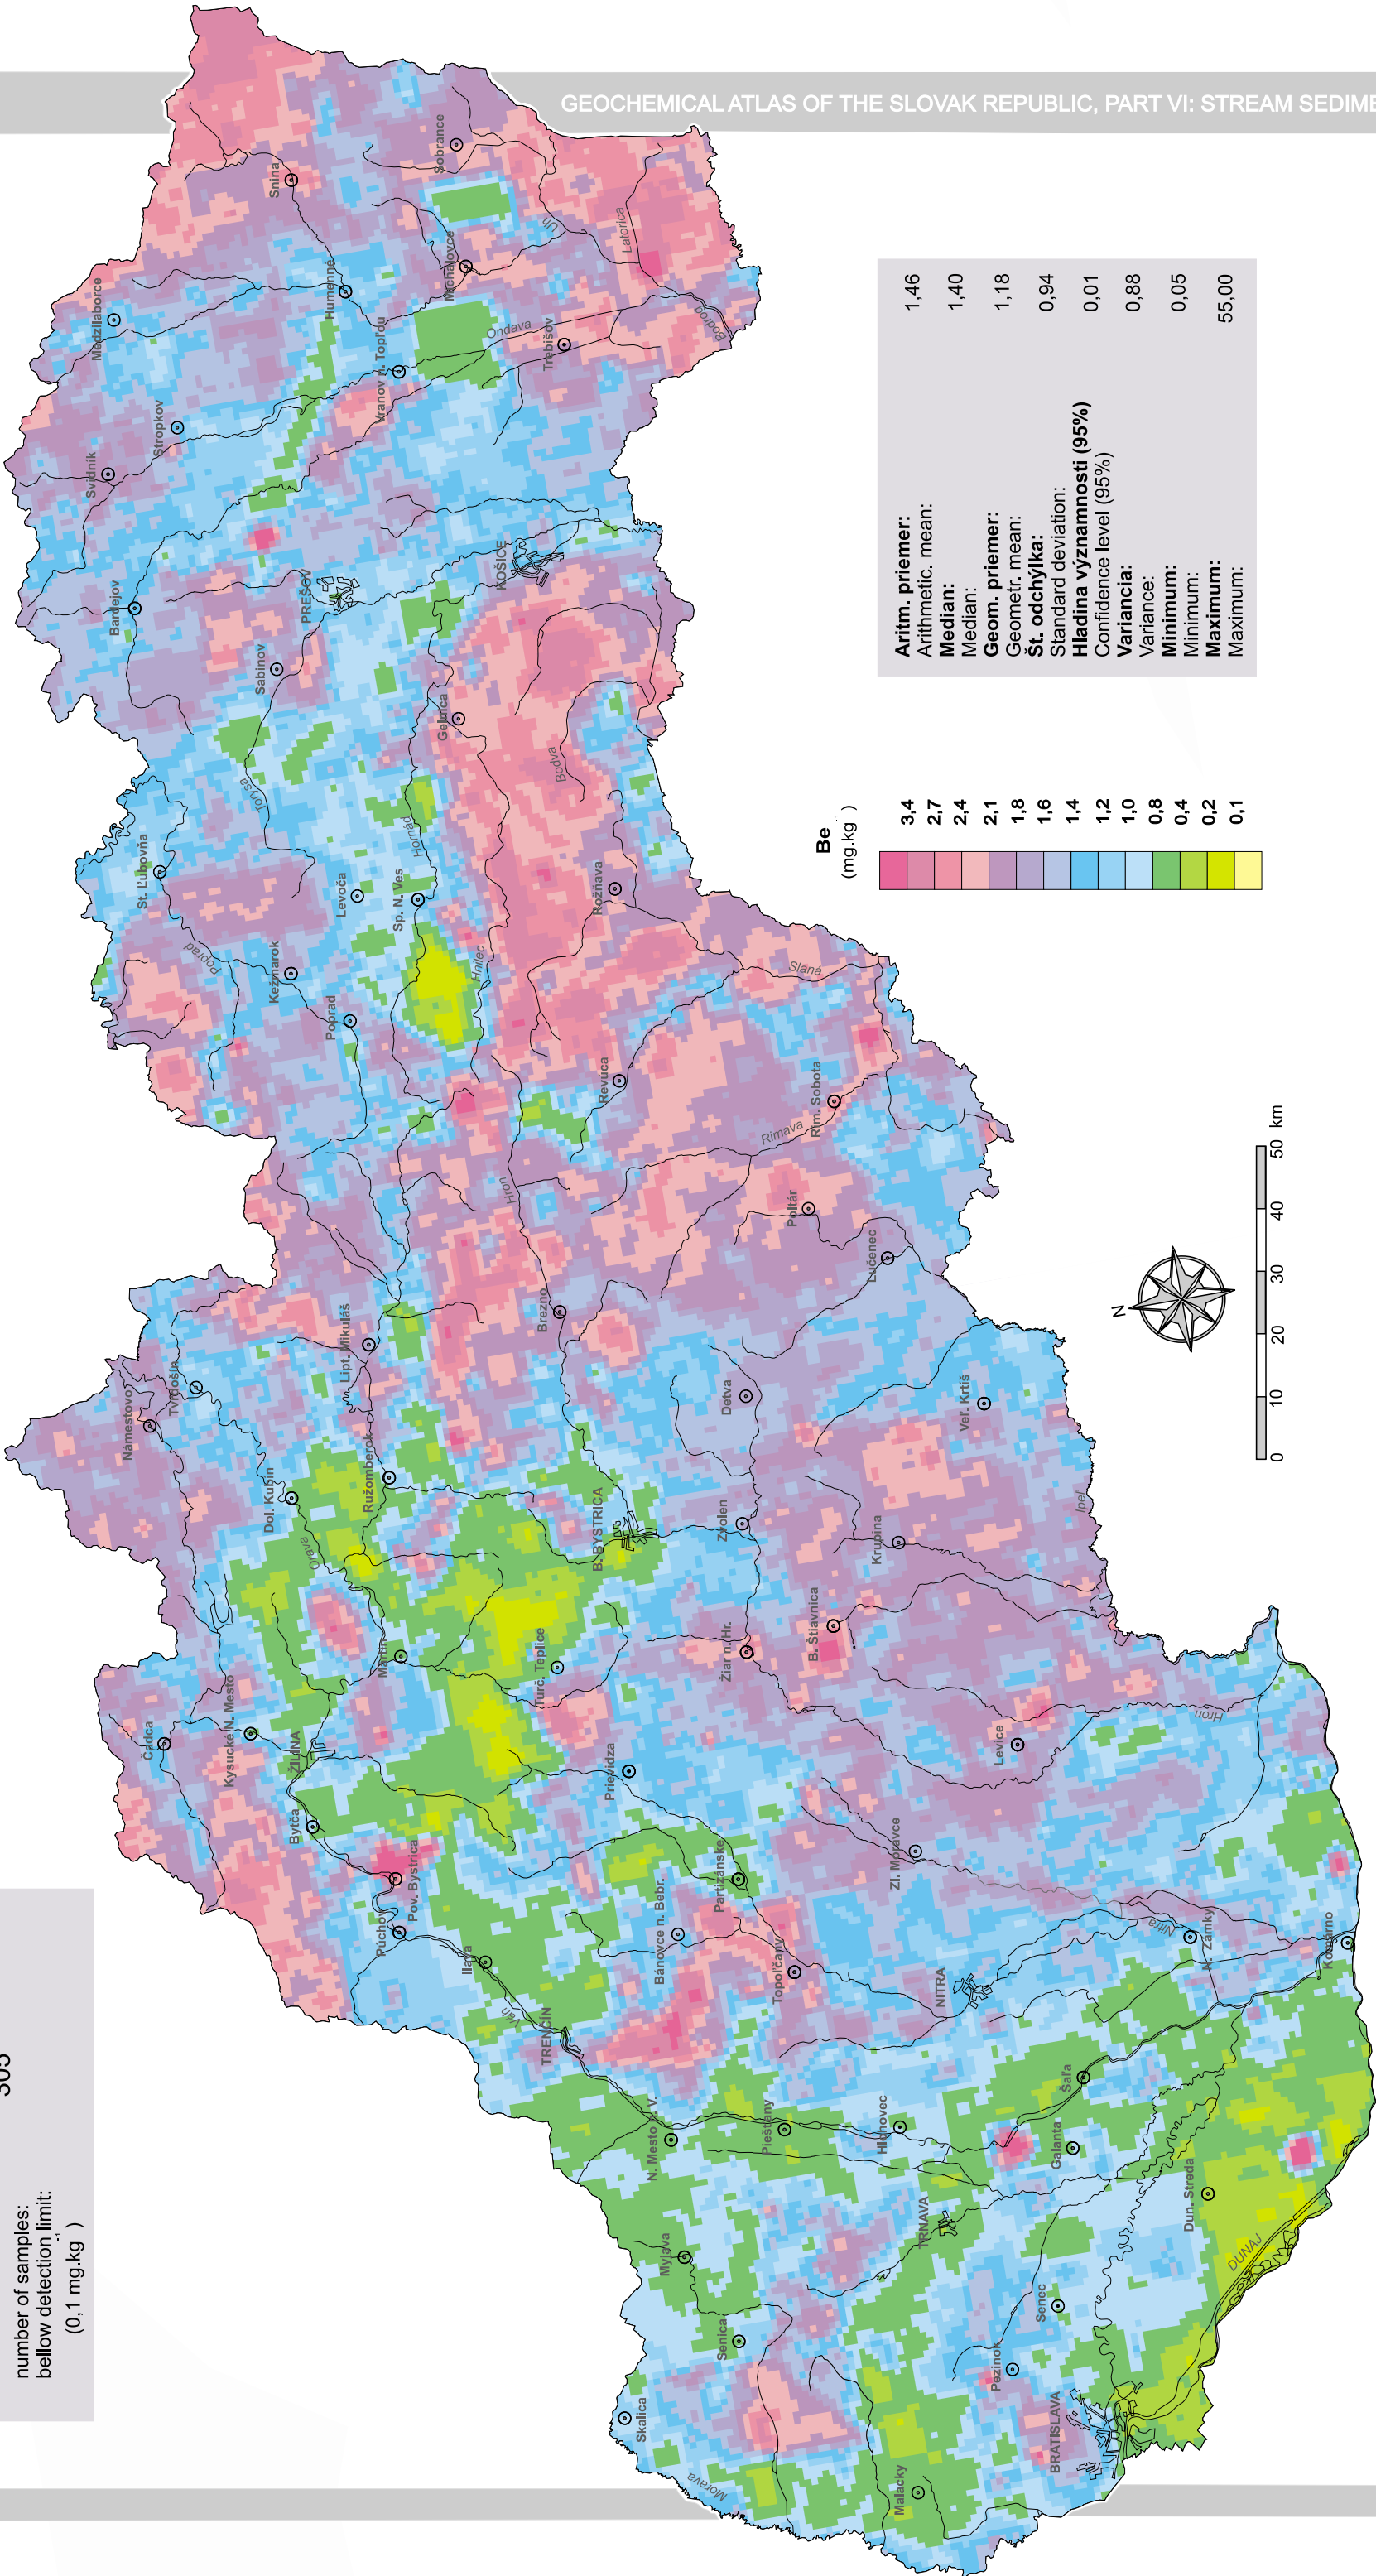 GEOCHEMICAL ATLAS OF THE SLOVAK REPUBLIC, PART VI: STREAM SEDIME
number of samples:
bellow detection limit:
(0,1 mg.kg⁻¹)
Aritm. priemer:
Arithmetic. mean: 1,46
Median:
Median: 1,40
Geom. priemer:
Geometr. mean: 1,18
Št. odchýlka:
Standard deviation: 0,94
Hladina významnosti (95%)
Confidence level (95%) 0,01
Variancia:
Variance: 0,88
Minimum:
Minimum: 0,05
Maximum:
Maximum: 55,00
Be
(mg.kg⁻¹)
3,4
2,7
2,4
2,1
1,8
1,6
1,4
1,2
1,0
0,8
0,4
0,2
0,1
N
0 10 20 30 40 50 km
Snina
Sobrance
Medzilaborce
Humenné
Michalovce
Uh
Latorica
Svidník
Stropkov
Vranov n. Topľou
Ondava
Trebišov
Bodrog
Bardejov
Sabinov
PREŠOV
KOŠICE
Torysa
Gelnica
Bodva
Hornád
St. Ľubovňa
Levoča
Sp. N. Ves
Rožňava
Poprad
Kežmarok
Poprad
Hnilec
Slaná
Revúca
Rim. Sobota
Rimava
Hron
Poltár
Lučenec
Brezno
Lipt. Mikuláš
Námestovo
Tvrdošín
Detva
Veľ. Krtíš
Dol. Kubín
Ružomberok
Orava
B. BYSTRICA
Zvolen
Krupina
Ipeľ
Martin
Turč. Teplice
Žiar n. Hr.
B. Štiavnica
Čadca
Kysucké N. Mesto
ŽILINA
Bytča
Prievidza
Levice
Hron
Pov. Bystrica
Púchov
Ilava
Partizánske
Bánovce n. Bebr.
Zl. Moravce
Topoľčany
NITRA
Nitra
N. Zámky
Komárno
Váh
TRENČÍN
N. Mesto n. V.
Piešťany
Hlohovec
Šaľa
Galanta
Myjava
TRNAVA
Dun. Streda
DUNAJ
Senica
Senec
Pezinok
Skalica
BRATISLAVA
Morava
Malacky